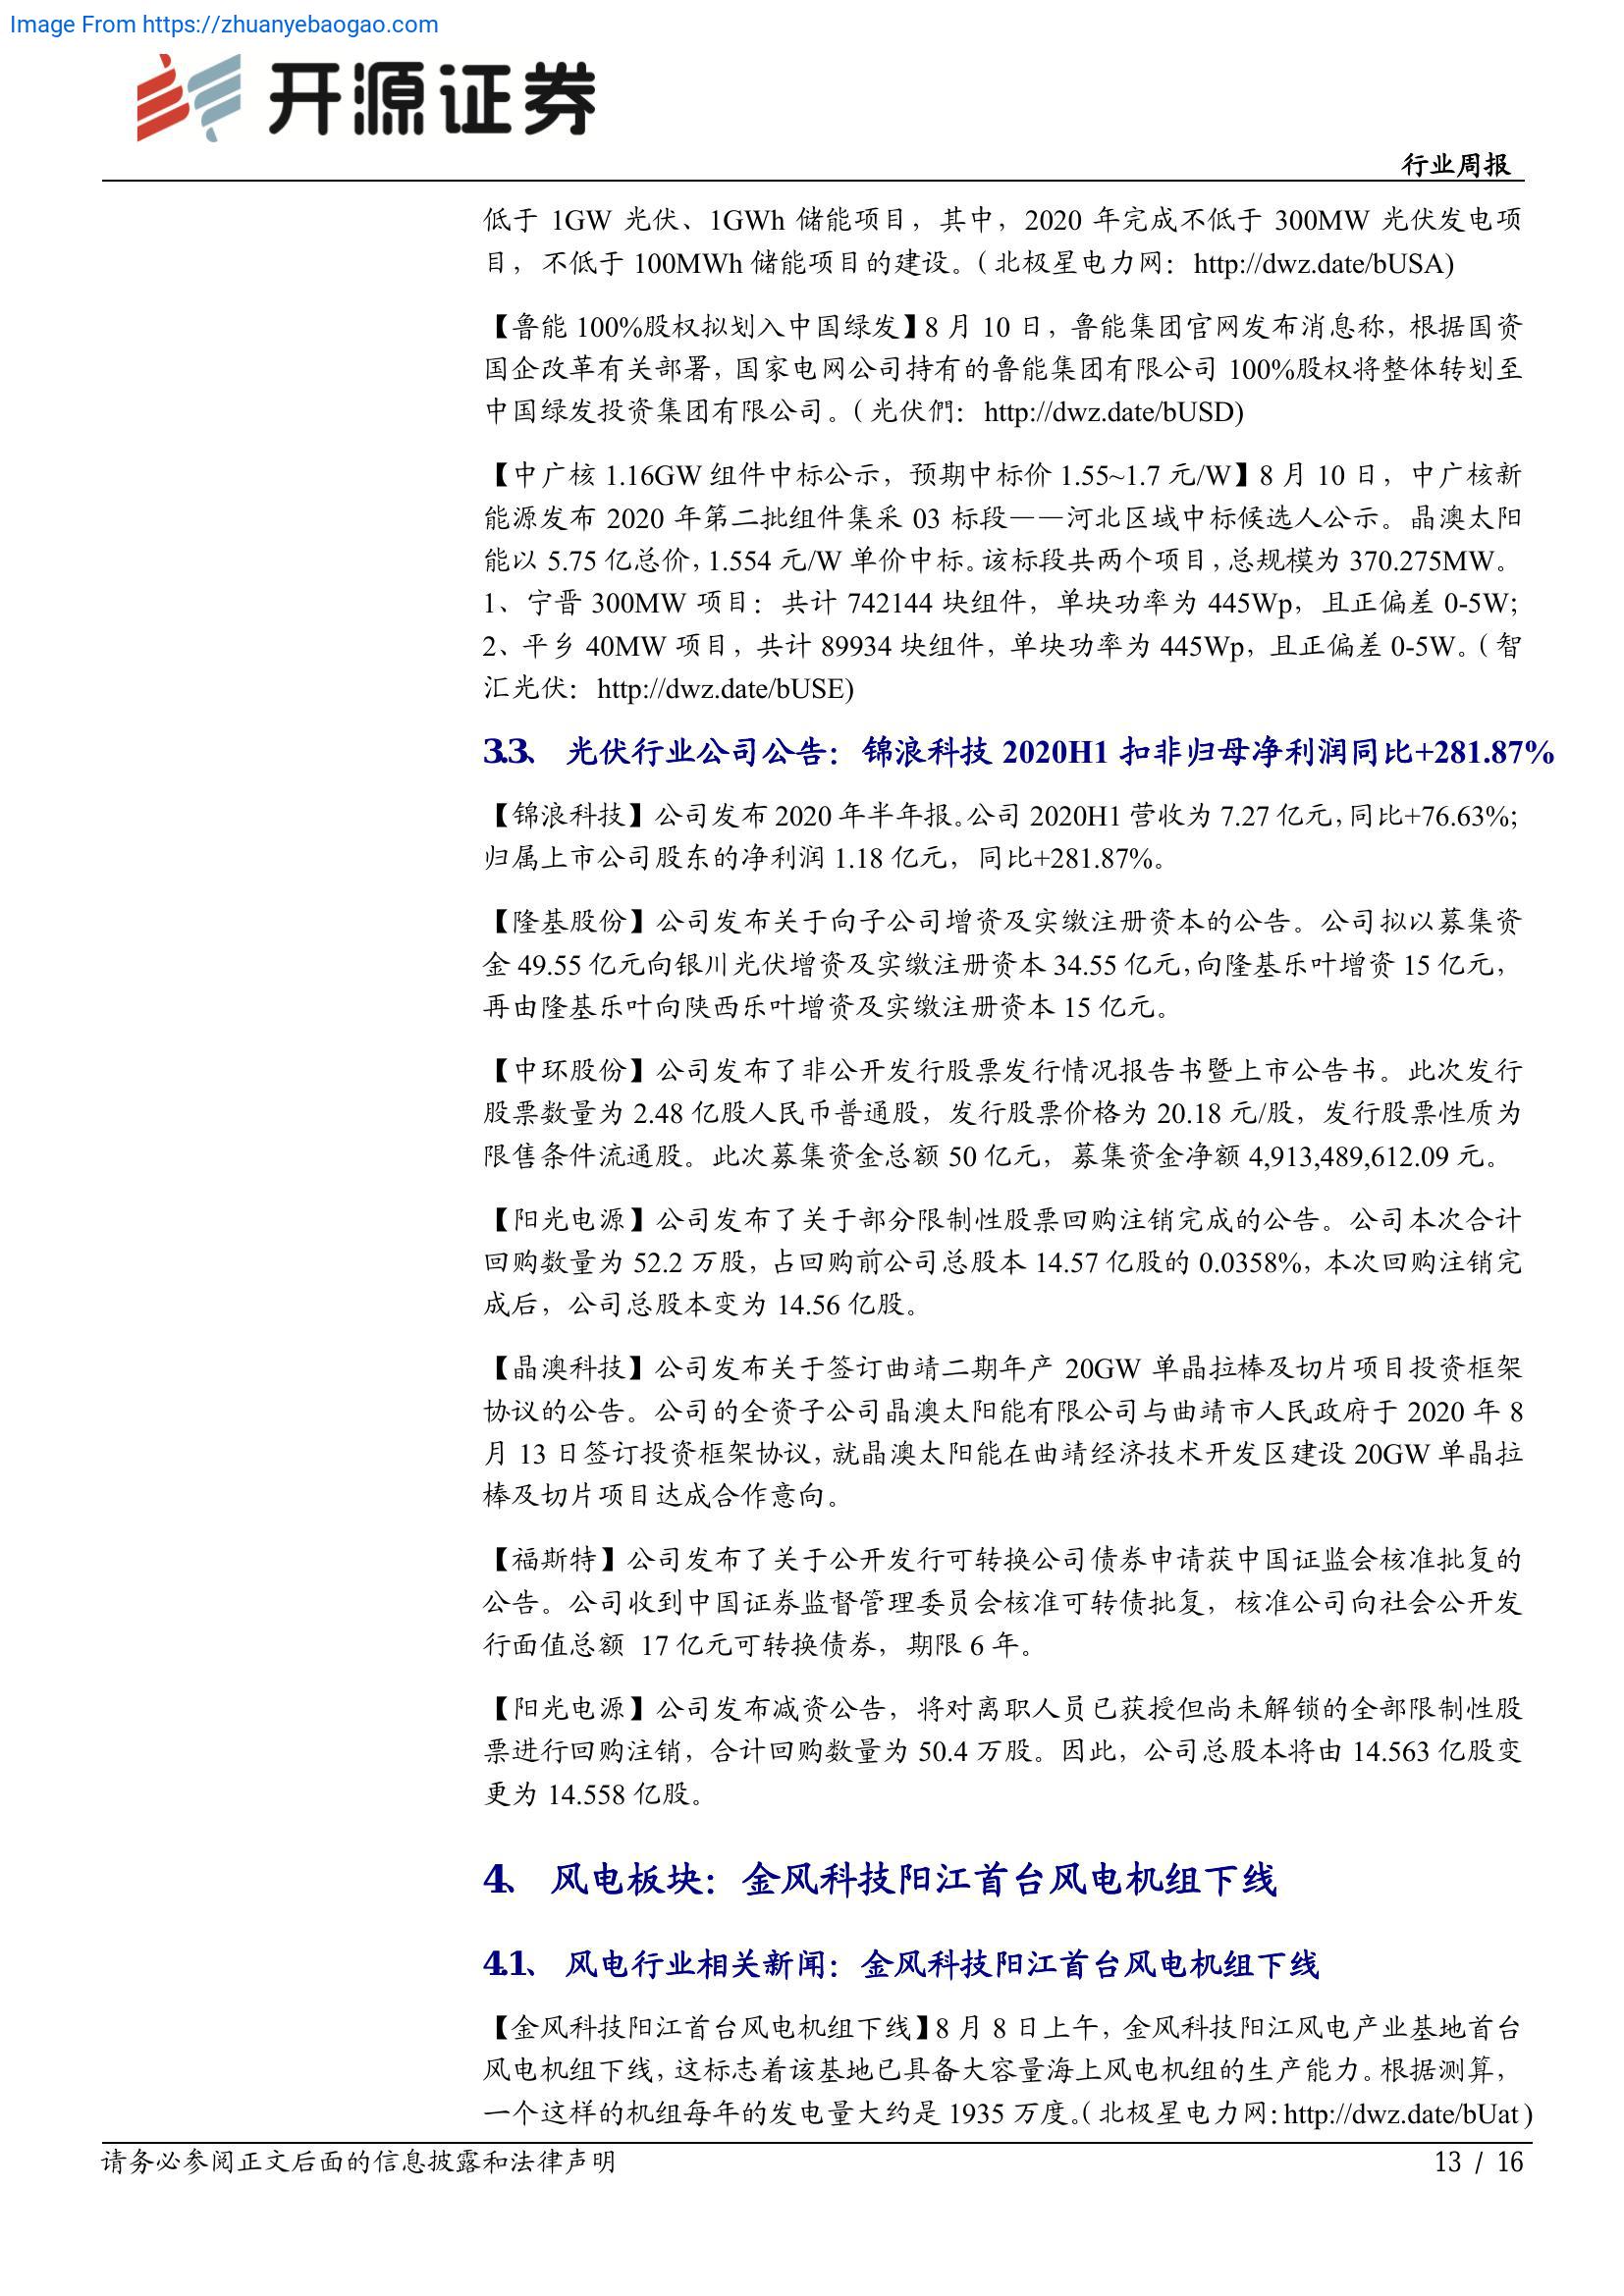 Image From https://zhuanyebaogao.com
开源证券
行业周报
低于 1GW 光伏、1GWh 储能项目，其中，2020 年完成不低于 300MW 光伏发电项
目，不低于 100MWh 储能项目的建设。（北极星电力网：http://dwz.date/bUSA)
【鲁能 100%股权拟划入中国绿发】8 月 10 日，鲁能集团官网发布消息称，根据国资
国企改革有关部署，国家电网公司持有的鲁能集团有限公司 100%股权将整体转划至
中国绿发投资集团有限公司。（光伏們：http://dwz.date/bUSD)
【中广核 1.16GW 组件中标公示，预期中标价 1.55~1.7 元/W】8 月 10 日，中广核新
能源发布 2020 年第二批组件集采 03 标段——河北区域中标候选人公示。晶澳太阳
能以 5.75 亿总价，1.554 元/W 单价中标。该标段共两个项目，总规模为 370.275MW。
1、宁晋 300MW 项目：共计 742144 块组件，单块功率为 445Wp，且正偏差 0-5W；
2、平乡 40MW 项目，共计 89934 块组件，单块功率为 445Wp，且正偏差 0-5W。（智
汇光伏：http://dwz.date/bUSE)
3.3、 光伏行业公司公告：锦浪科技 2020H1 扣非归母净利润同比+281.87%
【锦浪科技】公司发布 2020 年半年报。公司 2020H1 营收为 7.27 亿元，同比+76.63%；
归属上市公司股东的净利润 1.18 亿元，同比+281.87%。
【隆基股份】公司发布关于向子公司增资及实缴注册资本的公告。公司拟以募集资
金 49.55 亿元向银川光伏增资及实缴注册资本 34.55 亿元，向隆基乐叶增资 15 亿元，
再由隆基乐叶向陕西乐叶增资及实缴注册资本 15 亿元。
【中环股份】公司发布了非公开发行股票发行情况报告书暨上市公告书。此次发行
股票数量为 2.48 亿股人民币普通股，发行股票价格为 20.18 元/股，发行股票性质为
限售条件流通股。此次募集资金总额 50 亿元，募集资金净额 4,913,489,612.09 元。
【阳光电源】公司发布了关于部分限制性股票回购注销完成的公告。公司本次合计
回购数量为 52.2 万股，占回购前公司总股本 14.57 亿股的 0.0358%，本次回购注销完
成后，公司总股本变为 14.56 亿股。
【晶澳科技】公司发布关于签订曲靖二期年产 20GW 单晶拉棒及切片项目投资框架
协议的公告。公司的全资子公司晶澳太阳能有限公司与曲靖市人民政府于 2020 年 8
月 13 日签订投资框架协议，就晶澳太阳能在曲靖经济技术开发区建设 20GW 单晶拉
棒及切片项目达成合作意向。
【福斯特】公司发布了关于公开发行可转换公司债券申请获中国证监会核准批复的
公告。公司收到中国证券监督管理委员会核准可转债批复，核准公司向社会公开发
行面值总额 17 亿元可转换债券，期限 6 年。
【阳光电源】公司发布减资公告，将对离职人员已获授但尚未解锁的全部限制性股
票进行回购注销，合计回购数量为 50.4 万股。因此，公司总股本将由 14.563 亿股变
更为 14.558 亿股。
4、 风电板块：金风科技阳江首台风电机组下线
4.1、 风电行业相关新闻：金风科技阳江首台风电机组下线
【金风科技阳江首台风电机组下线】8 月 8 日上午，金风科技阳江风电产业基地首台
风电机组下线，这标志着该基地已具备大容量海上风电机组的生产能力。根据测算，
一个这样的机组每年的发电量大约是 1935 万度。（北极星电力网：http://dwz.date/bUat）
请务必参阅正文后面的信息披露和法律声明
13 / 16